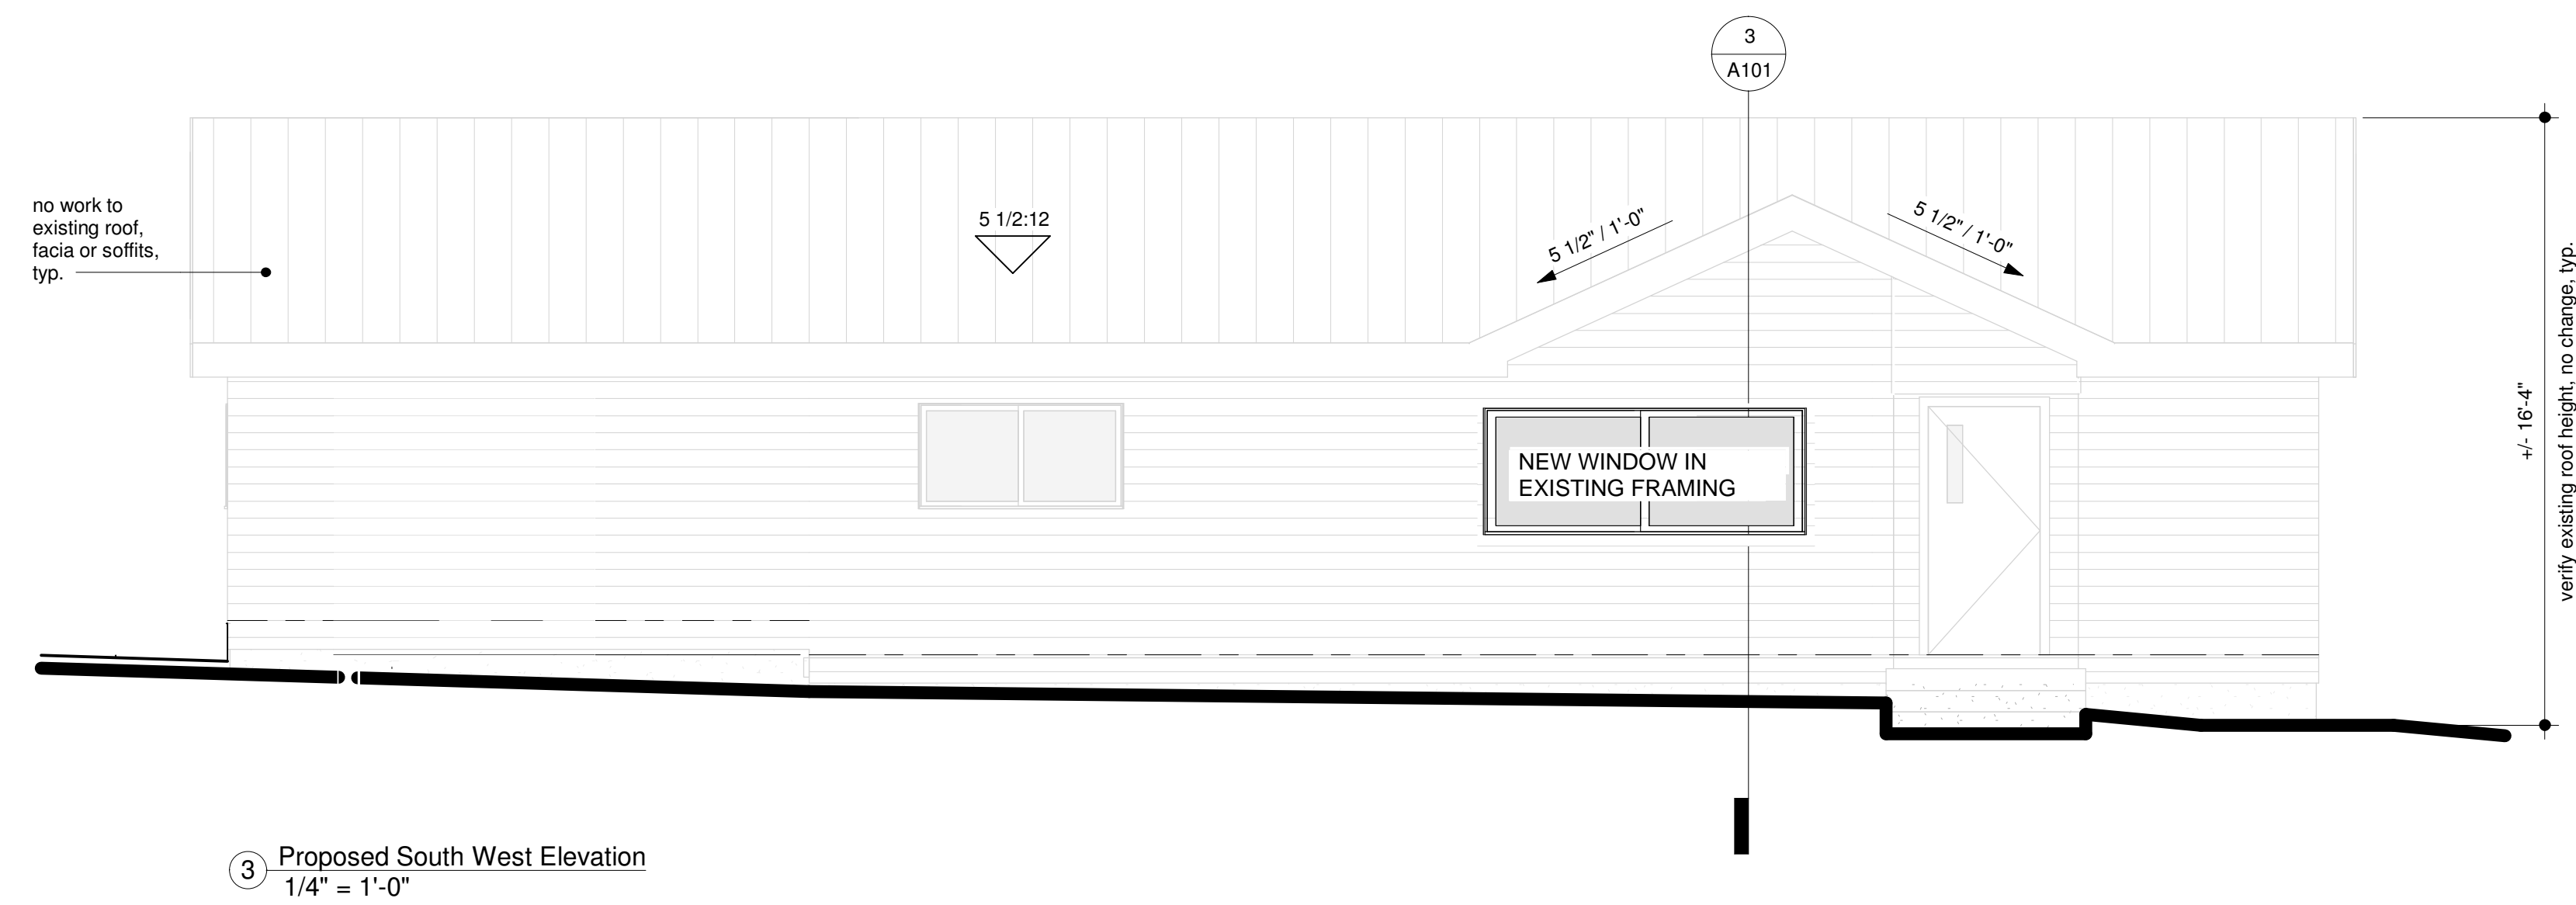 3
A101
no work to
existing roof,
facia or soffits,
typ.
5 1/2:12
5 1/2" / 1'-0"
5 1/2" / 1'-0"
NEW WINDOW IN
EXISTING FRAMING
+/- 16'-4"
verify existing roof height, no change, typ.
3
Proposed South West Elevation
1/4" = 1'-0"